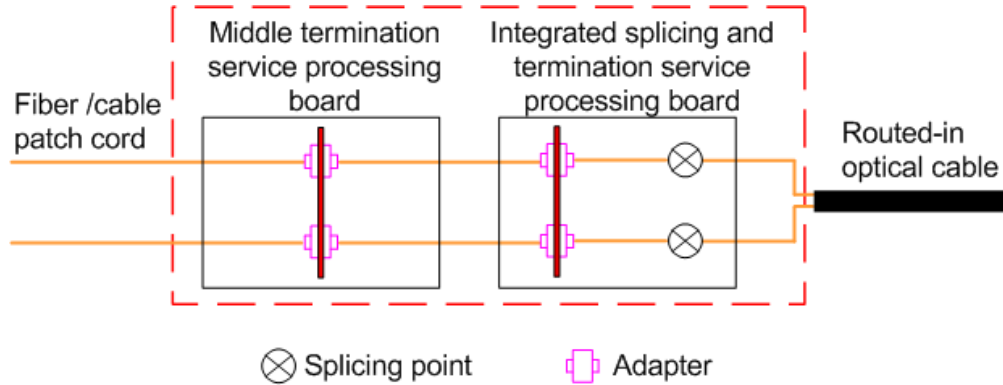 Middle termination
service processing
board
Integrated splicing and
termination service
processing board
Fiber /cable
patch cord
Routed-in
optical cable
Splicing point
Adapter